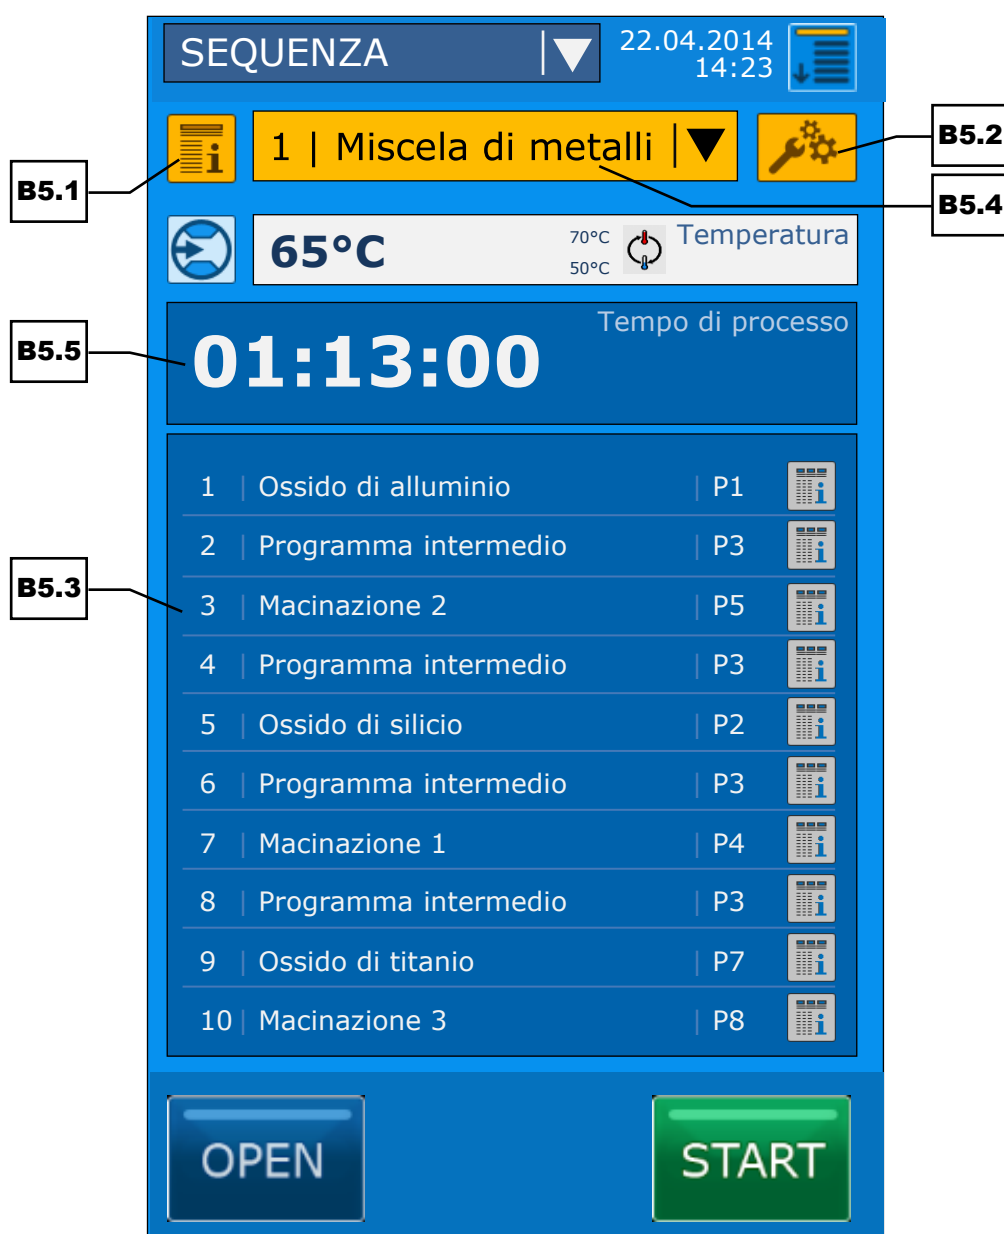 SEQUENZA
22.04.2014
14:23
1 | Miscela di metalli
B5.2
B5.1
B5.4
65°C
70°C
50°C
Temperatura
B5.5
01:13:00
Tempo di processo
1 | Ossido di alluminio | P1
2 | Programma intermedio | P3
B5.3
3 | Macinazione 2 | P5
4 | Programma intermedio | P3
5 | Ossido di silicio | P2
6 | Programma intermedio | P3
7 | Macinazione 1 | P4
8 | Programma intermedio | P3
9 | Ossido di titanio | P7
10 | Macinazione 3 | P8
OPEN
START